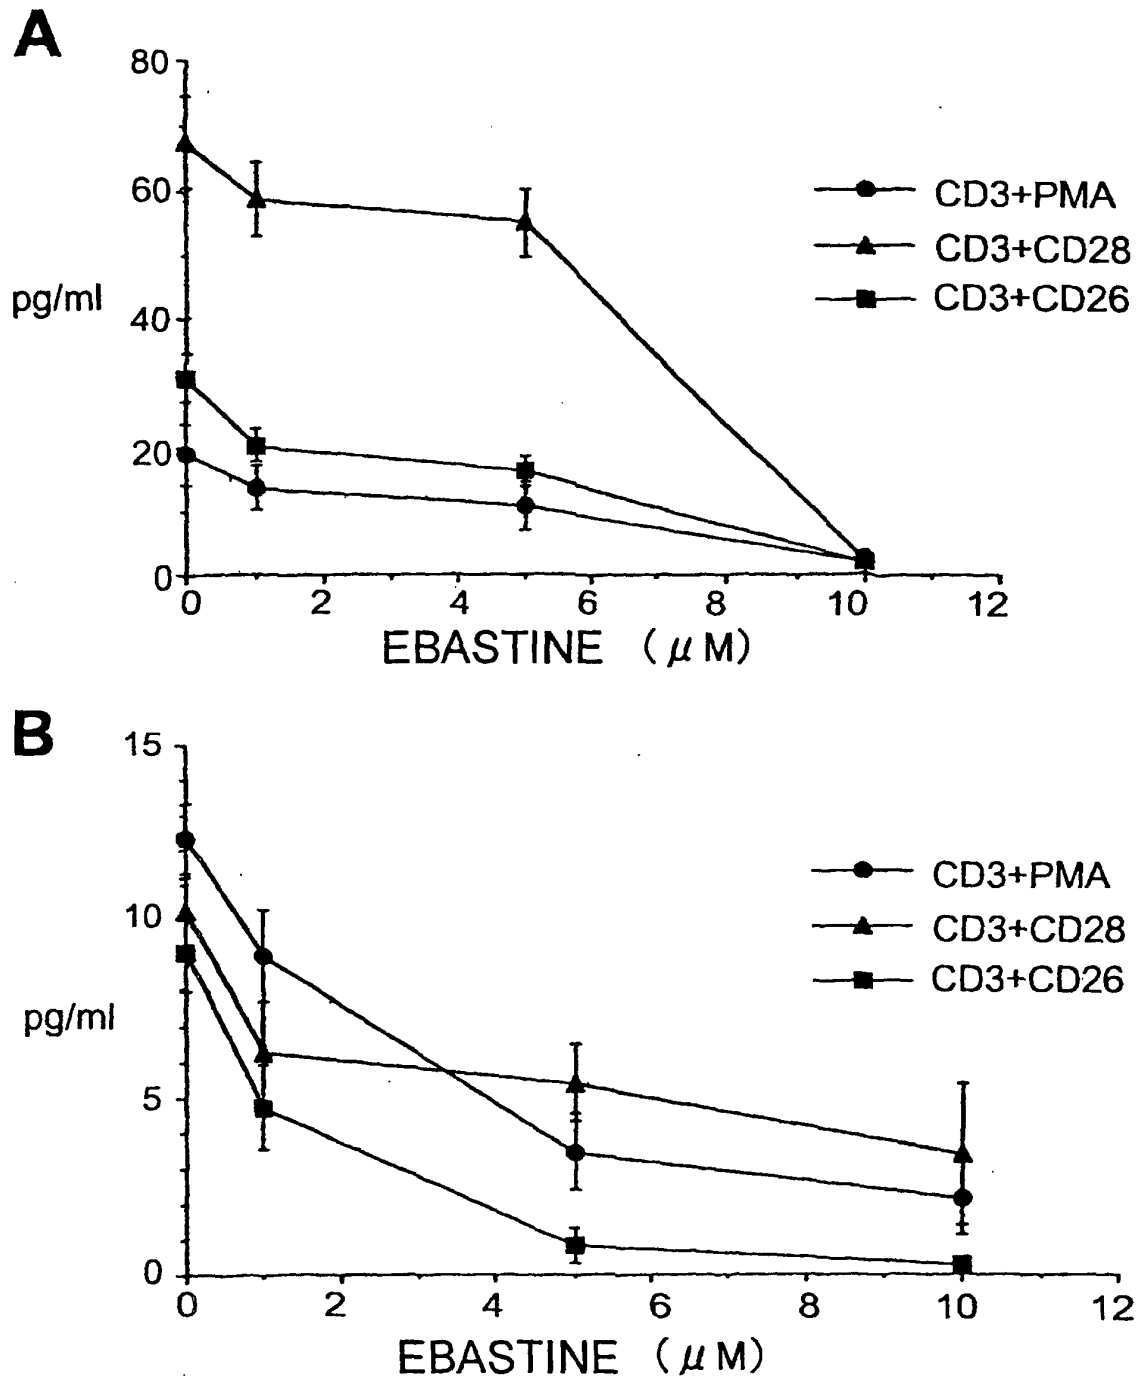 A
80
60
40
20
0
pg/ml
CD3+PMA
CD3+CD28
CD3+CD26
0 2 4 6 8 10 12
EBASTINE (μM)
B
15
10
5
0
pg/ml
CD3+PMA
CD3+CD28
CD3+CD26
0 2 4 6 8 10 12
EBASTINE (μM)